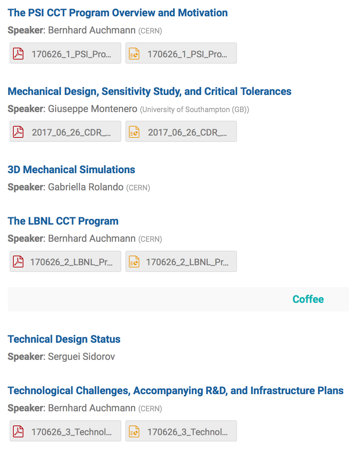 The PSI CCT Program Overview and Motivation
Speaker: Bernhard Auchmann (CERN)
170626_1_PSI_Pro... 170626_1_PSI_Pro...
Mechanical Design, Sensitivity Study, and Critical Tolerances
Speaker: Giuseppe Montenero (University of Southampton (GB))
2017_06_26_CDR_... 2017_06_26_CDR_...
3D Mechanical Simulations
Speaker: Gabriella Rolando (CERN)
The LBNL CCT Program
Speaker: Bernhard Auchmann (CERN)
170626_2_LBNL_Pr... 170626_2_LBNL_Pr...
Coffee
Technical Design Status
Speaker: Serguei Sidorov
Technological Challenges, Accompanying R&D, and Infrastructure Plans
Speaker: Bernhard Auchmann (CERN)
170626_3_Technol... 170626_3_Technol...